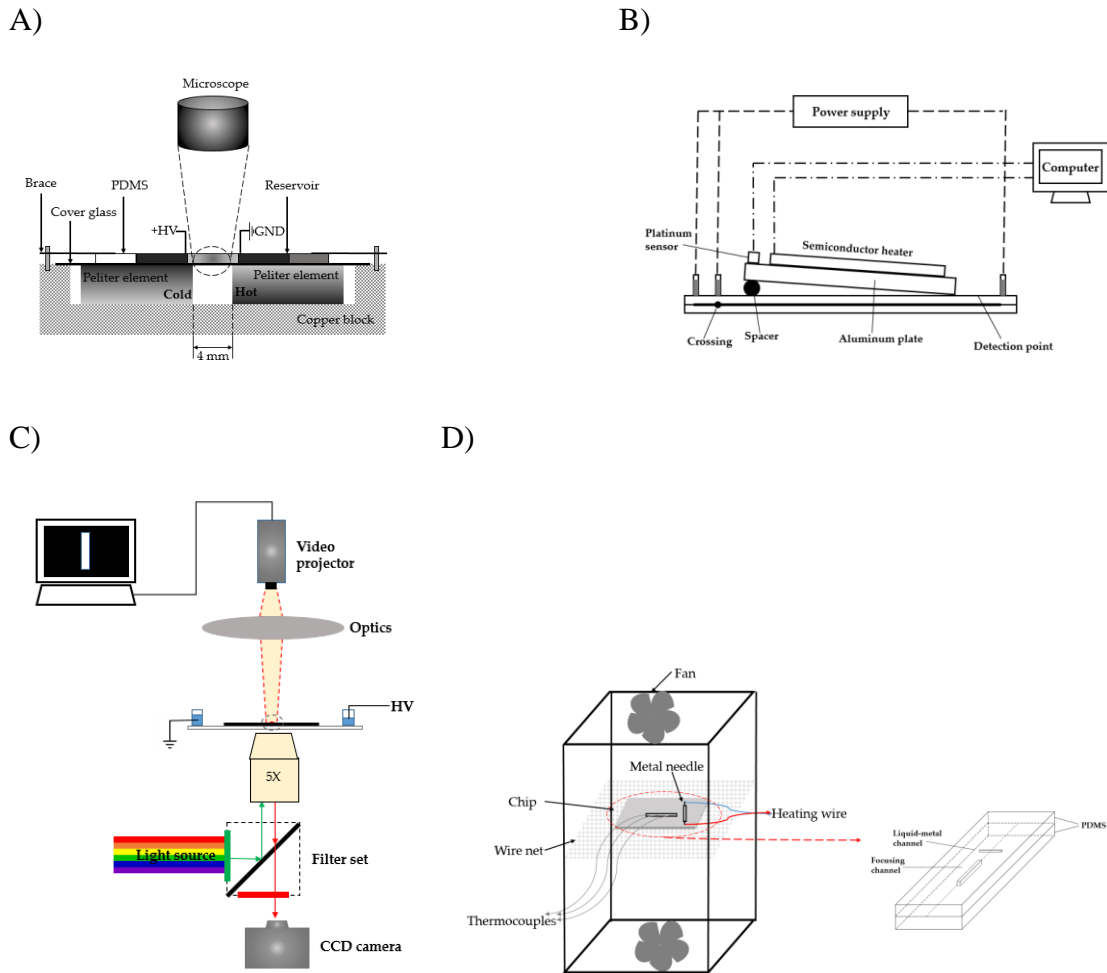 A)
Microscope
Brace
PDMS
Reservoir
Cover glass
+HV
GND
Peliter element
Peliter element
Cold
Hot
Copper block
4 mm
B)
Power supply
Computer
Platinum
sensor
Semiconductor heater
Crossing
Spacer
Aluminum plate
Detection point
C)
Video
projector
Optics
HV
5X
Light source
Filter set
CCD camera
D)
Fan
Metal needle
Chip
Heating wire
Wire net
Thermocouples
Liquid-metal
channel
PDMS
Focusing
channel